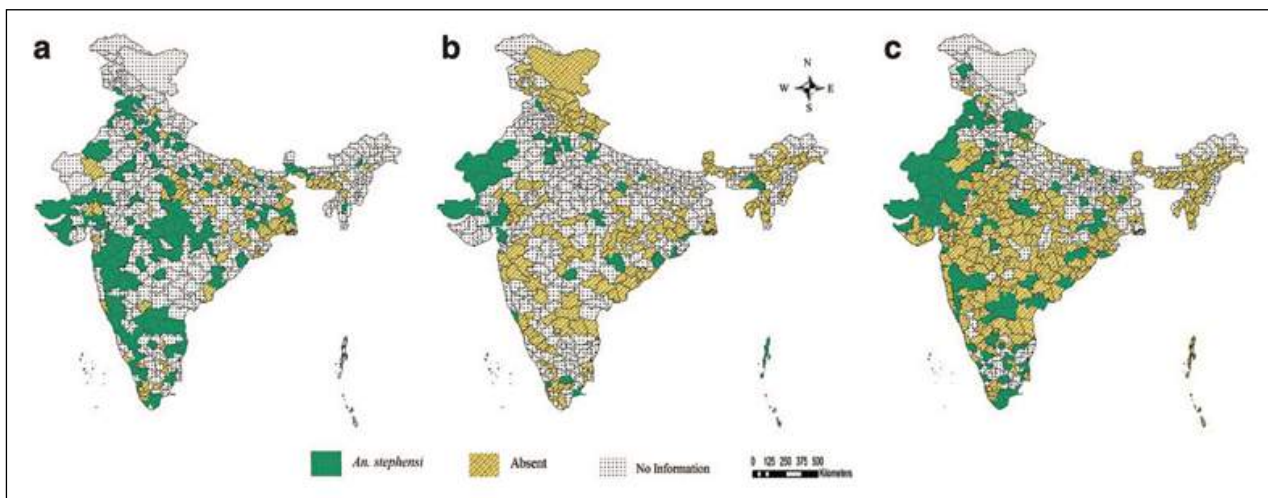 a
b
c
N
W E
S
An. stephensi
Absent
No Information
0 125 250 375 500
Kilometers